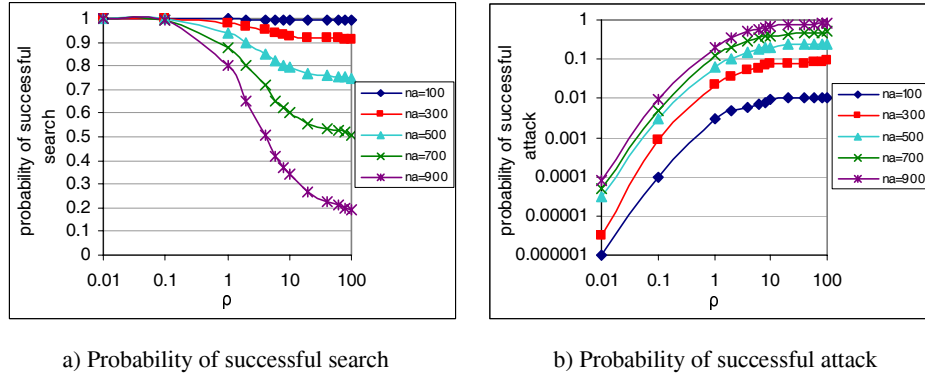 probability of successful
search
1
0.9
0.8
0.7
0.6
0.5
0.4
0.3
0.2
0.1
0
0.01
0.1
1
10
100
ρ
na=100
na=300
na=500
na=700
na=900
a) Probability of successful search
probability of successful
attack
1
0.1
0.01
0.001
0.0001
0.00001
0.000001
0.01
0.1
1
10
100
ρ
na=100
na=300
na=500
na=700
na=900
b) Probability of successful attack